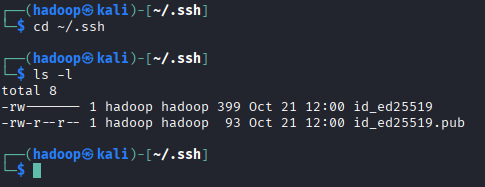 ┌──(hadoop㉿kali)-[~/.ssh]
└─$ cd ~/.ssh
┌──(hadoop㉿kali)-[~/.ssh]
└─$ ls -l
total 8
-rw------- 1 hadoop hadoop 399 Oct 21 12:00 id_ed25519
-rw-r--r-- 1 hadoop hadoop  93 Oct 21 12:00 id_ed25519.pub
┌──(hadoop㉿kali)-[~/.ssh]
└─$